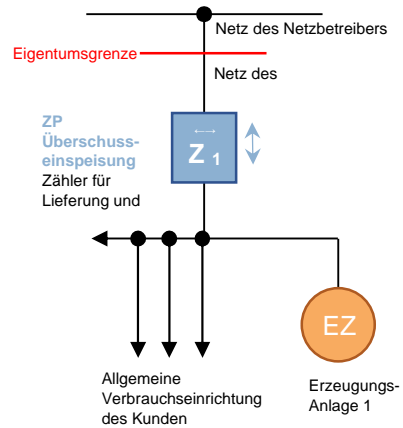 Netz des Netzbetreibers
Eigentumsgrenze
Netz des
ZP
Überschuss-
einspeisung
Zähler für
Lieferung und
Z 1
EZ
Allgemeine
Verbrauchseinrichtung
des Kunden
Erzeugungs-
Anlage 1